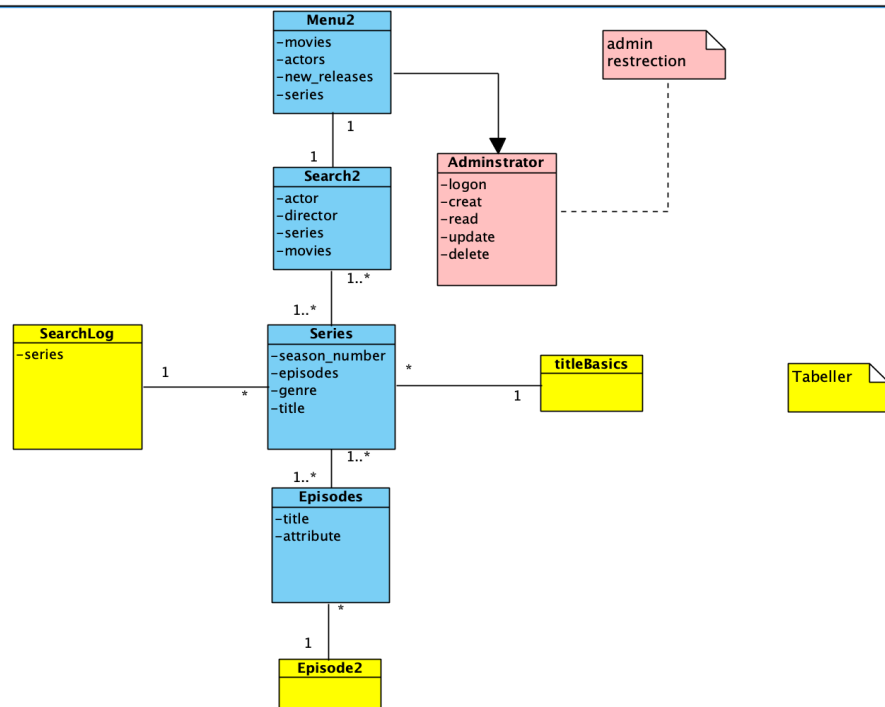 Menu2
-movies
-actors
-new_releases
-series
admin
restrection
1
1
Search2
-actor
-director
-series
-movies
Adminstrator
-logon
-creat
-read
-update
-delete
1..*
1..*
SearchLog
-series
Series
-season_number
-episodes
-genre
-title
titleBasics
Tabeller
1
*
*
1
1..*
1..*
Episodes
-title
-attribute
*
1
Episode2